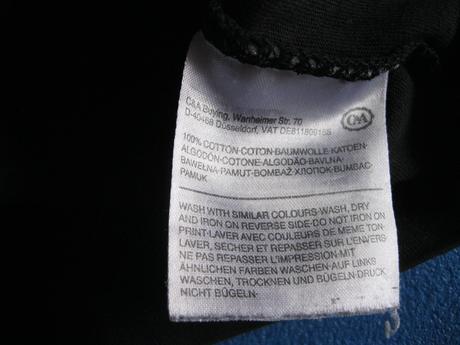 C&A Buying, Wanheimer Str. 70
D-40468 Düsseldorf, VAT DE811809185
C&A
100% COTTON-COTON-BAUMWOLLE-KATOEN-
ALGODÓN-COTONE-ALGODÃO-BAVLNA-
BAWEŁNA-PAMUT-BOMBAŽ ХЛОПОК-BUMBAC-
PAMUK
WASH WITH SIMILAR COLOURS-WASH, DRY
AND IRON ON REVERSE SIDE-DO NOT IRON ON
PRINT-LAVER AVEC COULEURS DE MEME TON-
LAVER, SECHER ET REPASSER SUR L'ENVERS
NE PAS REPASSER L'IMPRESSION-MIT
ÄHNLICHEN FARBEN WASCHEN-AUF LINKS
WASCHEN, TROCKNEN UND BÜGELN-DRUCK
NICHT BÜGELN-